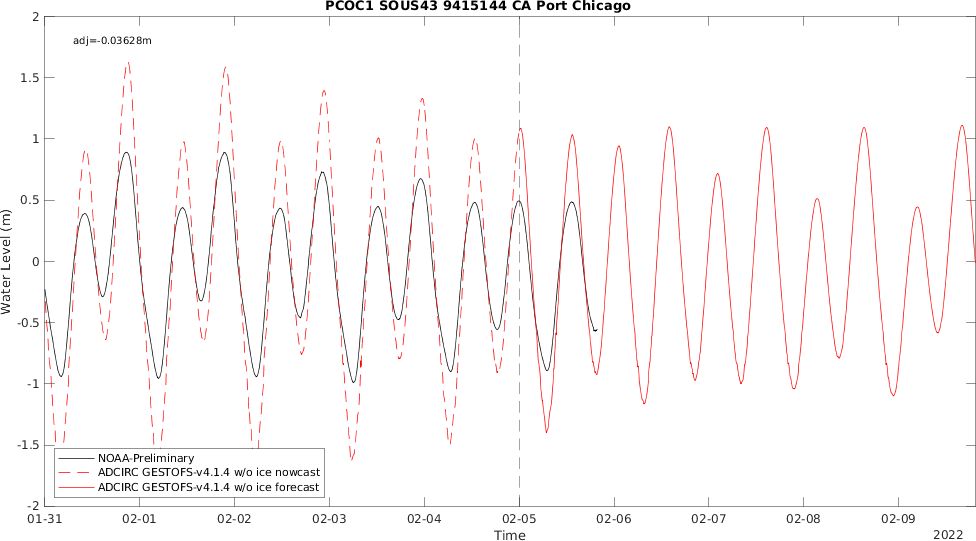 PCOC1 SOUS43 9415144 CA Port Chicago
adj=-0.03628m
2
1.5
1
0.5
0
-0.5
-1
-1.5
-2
Water Level (m)
NOAA-Preliminary
ADCIRC GESTOFS-v4.1.4 w/o ice nowcast
ADCIRC GESTOFS-v4.1.4 w/o ice forecast
01-31 02-01 02-02 02-03 02-04 02-05 02-06 02-07 02-08 02-09
Time
2022